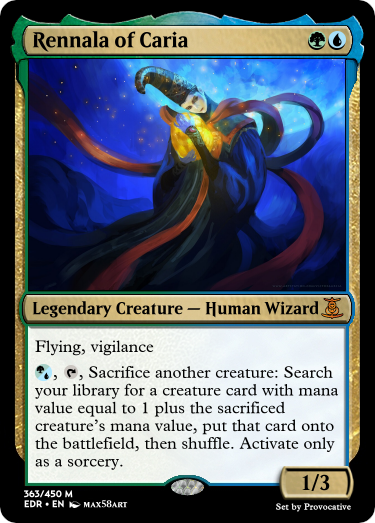 Rennala of Caria
Legendary Creature — Human Wizard
Flying, vigilance
, , Sacrifice another creature: Search
your library for a creature card with mana
value equal to 1 plus the sacrificed
creature's mana value, put that card onto
the battlefield, then shuffle. Activate only
as a sorcery.
1/3
363/450 M
EDR • EN MAX58ART
Set by Provocative